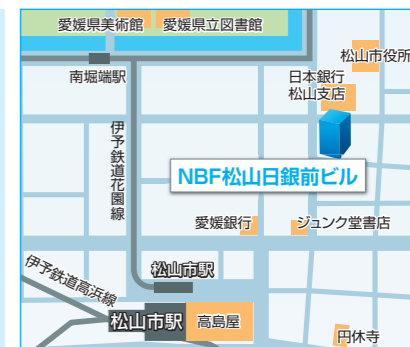 愛媛県美術館
愛媛県立図書館
松山市役所
南堀端駅
日本銀行
松山支店
伊予鉄道花園線
NBF松山日銀前ビル
愛媛銀行
ジュンク堂書店
伊予鉄道高浜線
松山市駅
松山市駅
高島屋
円休寺